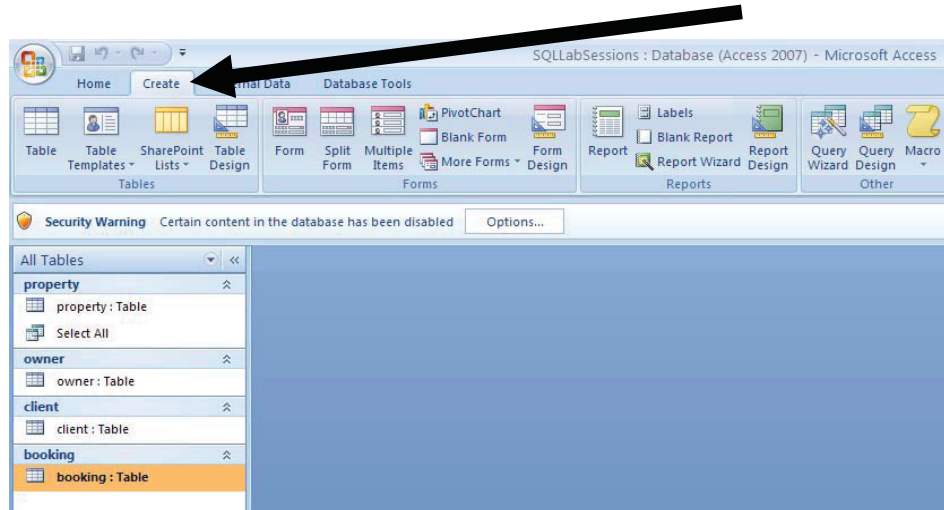 SQLLabSessions : Database (Access 2007) - Microsoft Access
Home Create External Data Database Tools
Table
Table Templates
SharePoint Lists
Table Design
Tables
Form
Split Form
Multiple Items
PivotChart
Blank Form
More Forms
Form Design
Forms
Report
Labels
Blank Report
Report Wizard
Report Design
Reports
Query Wizard
Query Design
Macro
Other
Security Warning Certain content in the database has been disabled Options...
All Tables
property
property : Table
Select All
owner
owner : Table
client
client : Table
booking
booking : Table